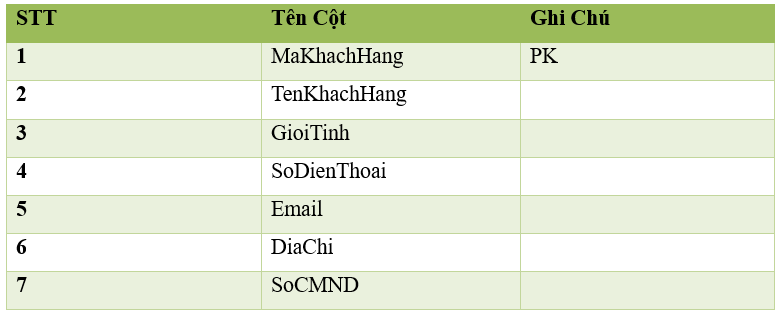 STT Tên Cột Ghi Chú
1 MaKhachHang PK
2 TenKhachHang
3 GioiTinh
4 SoDienThoai
5 Email
6 DiaChi
7 SoCMND